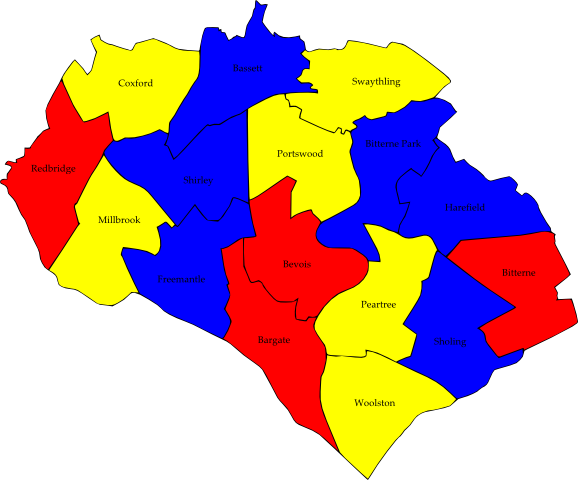 Bassett
Coxford
Swaythling
Bitterne Park
Portswood
Redbridge
Shirley
Harefield
Millbrook
Bevois
Bitterne
Freemantle
Peartree
Bargate
Sholing
Woolston